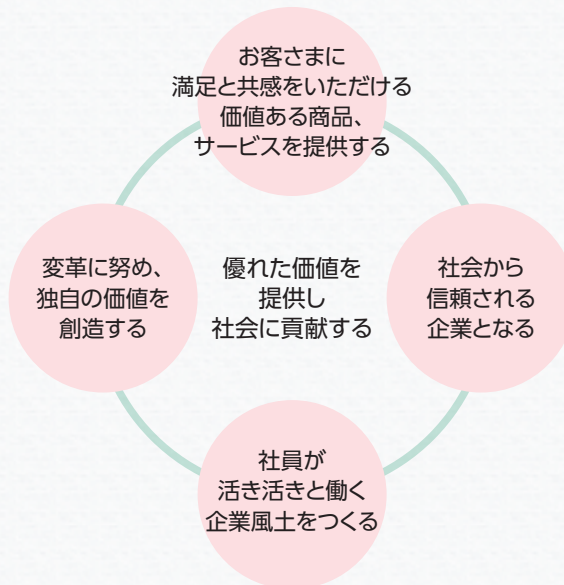 お客さまに
満足と共感をいただける
価値ある商品、
サービスを提供する
変革に努め、
独自の価値を
創造する
優れた価値を
提供し
社会に貢献する
社会から
信頼される
企業となる
社員が
活き活きと働く
企業風土をつくる